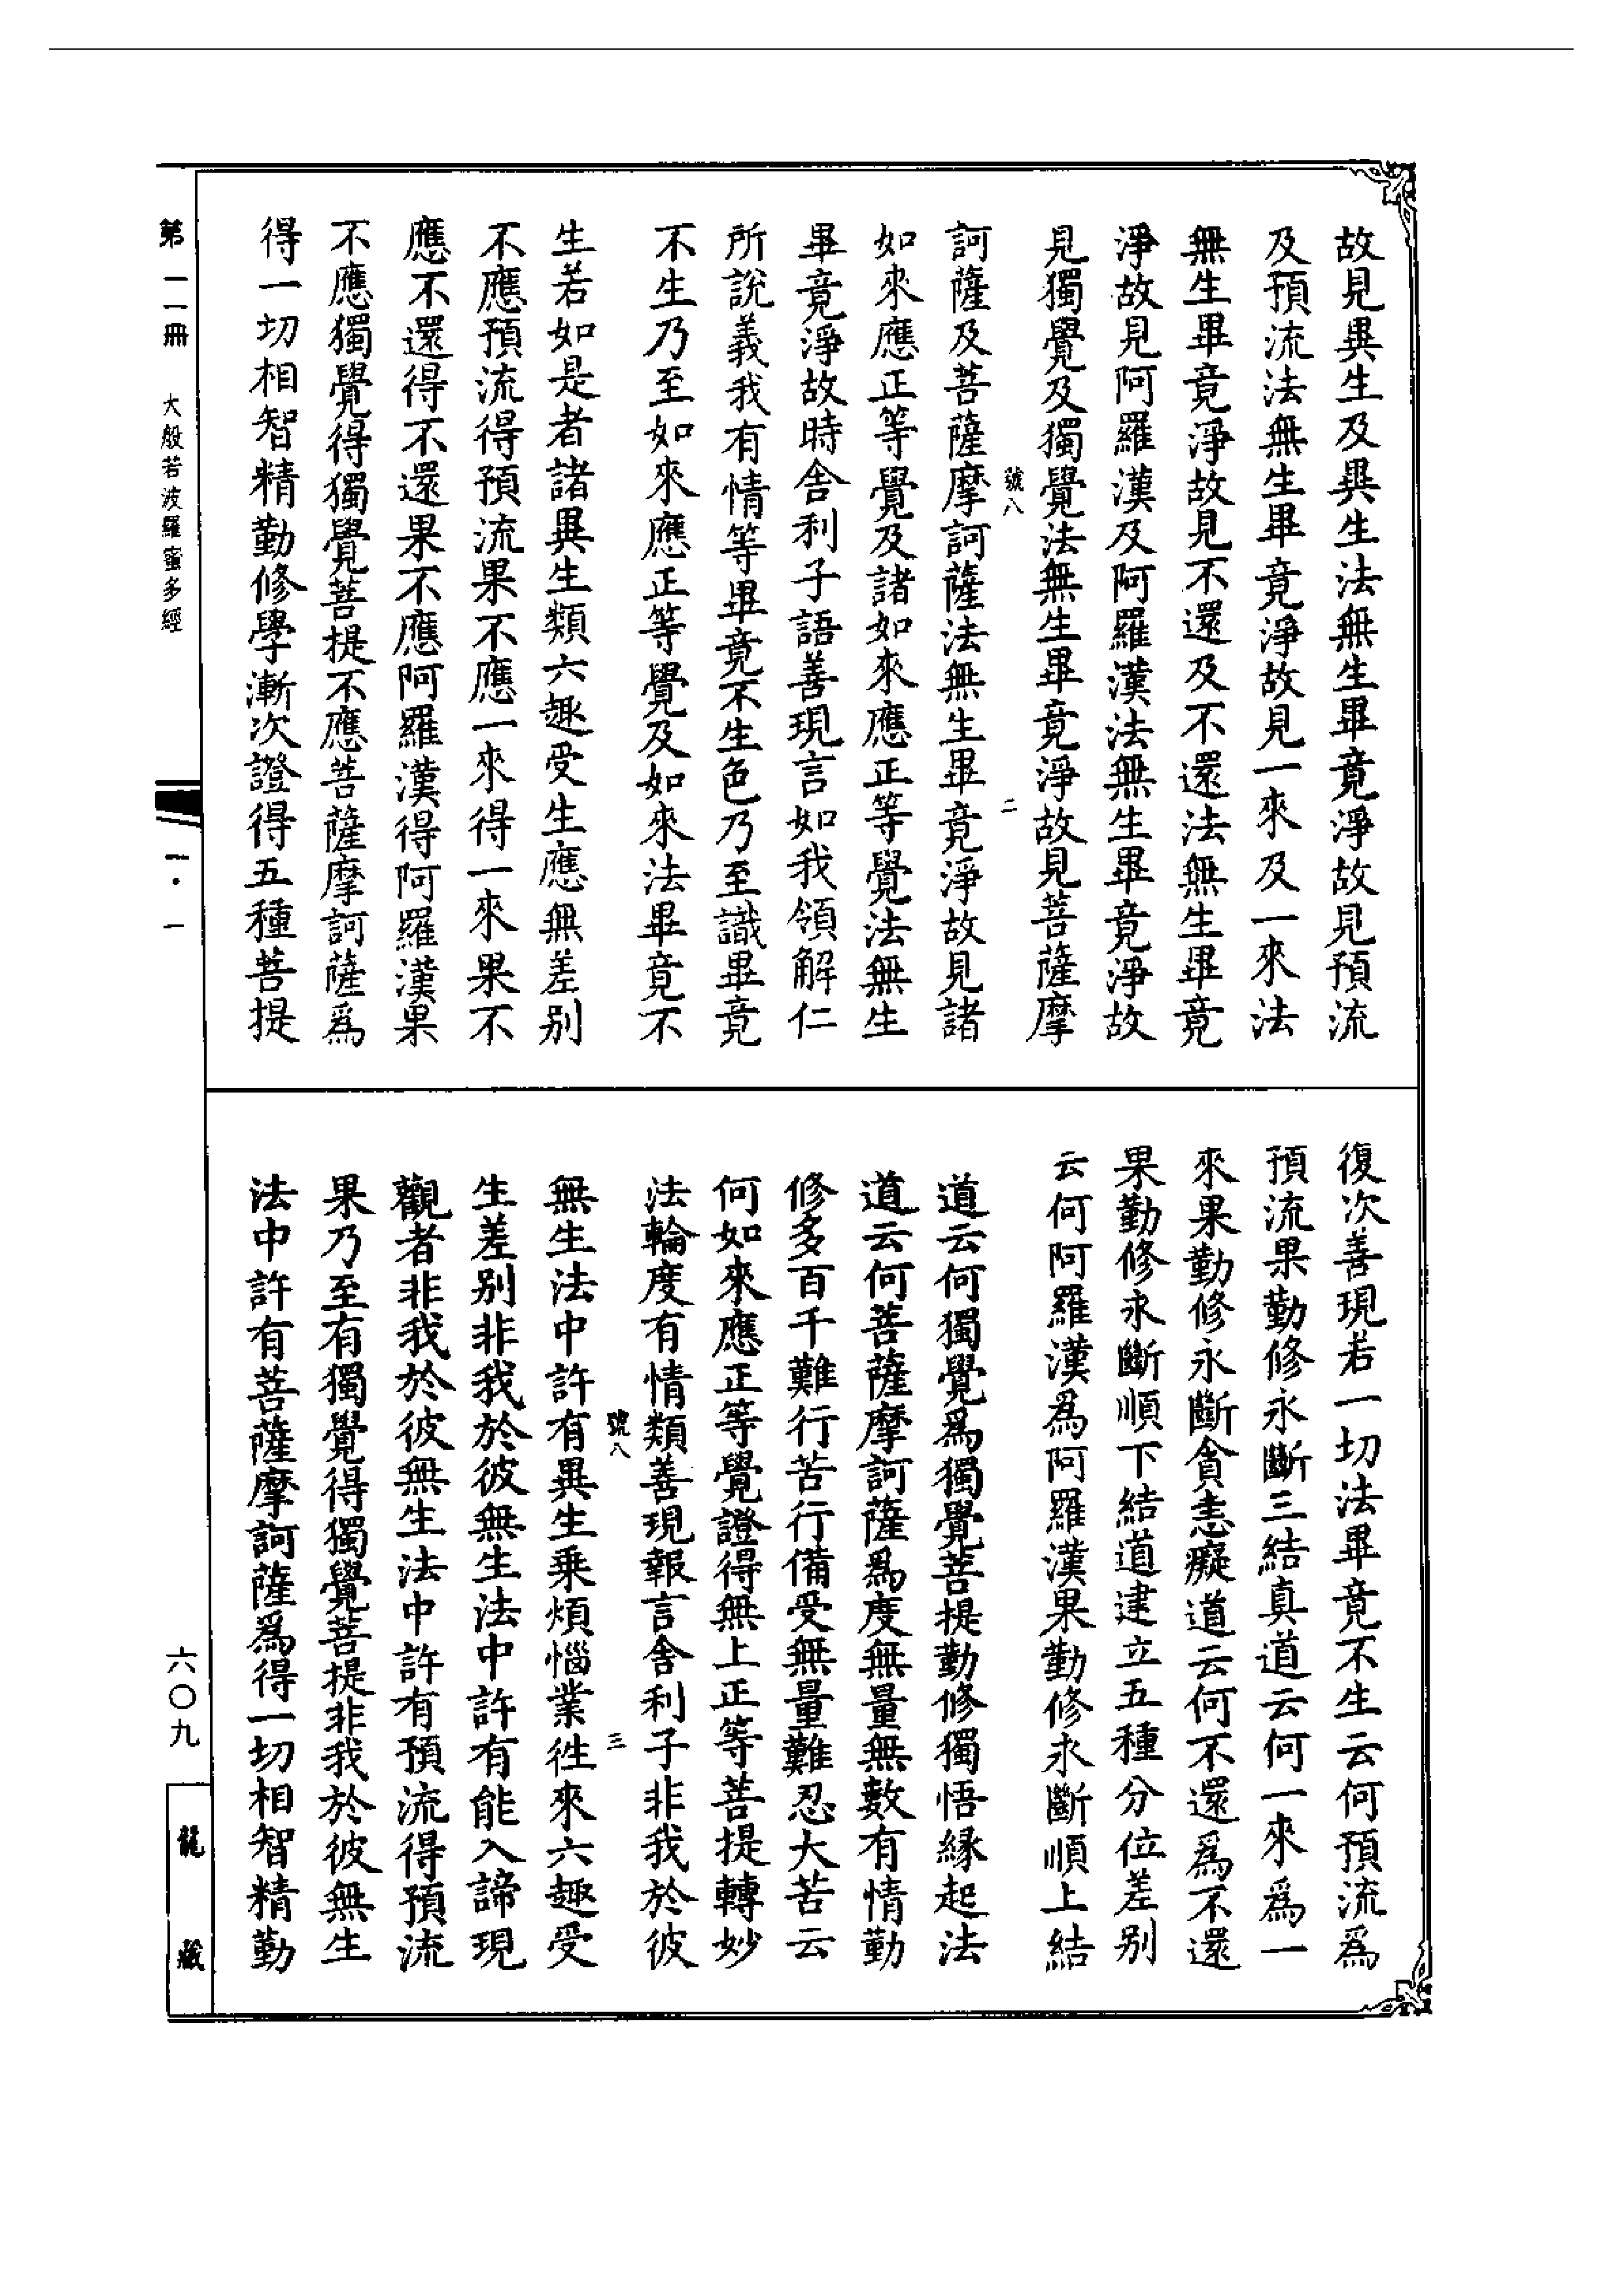 故見異生及異生法無生畢竟淨故見預流
及預流法無生畢竟淨故見一來及一來法
無生畢竟淨故見不還及不還法無生畢竟
淨故見阿羅漢及阿羅漢法無生畢竟淨故
見獨覺及獨覺法無生畢竟淨故見菩薩摩
號八
二
訶薩及菩薩摩訶薩法無生畢竟淨故見諸
如來應正等覺及諸如來應正等覺法無生
畢竟淨故時舍利子語善現言如我領解仁
所說義我有情等畢竟不生色乃至識畢竟
不生乃至如來應正等覺及如來法畢竟不
生若如是者諸異生類六趣受生應無差別
不應預流得預流果不應一來得一來果不
應不還得不還果不應阿羅漢得阿羅漢果
不應獨覺得獨覺菩提不應菩薩摩訶薩爲
得一切相智精勤修學漸次證得五種菩提
復次善現若一切法畢竟不生云何預流爲
預流果勤修永斷三結真道云何一來爲一
來果勤修永斷貪恚癡道云何不還爲不還
果勤修永斷順下結道建立五種分位差别
云何阿羅漢爲阿羅漢果勤修永斷順上結
道云何獨覺爲獨覺菩提勤修獨悟緣起法
道云何菩薩摩訶薩爲度無量無數有情勤
修多百千難行苦行備受無量難忍大苦云
何如來應正等覺證得無上正等菩提轉妙
法輪度有情類善現報言舍利子非我於彼
號八
三
無生法中許有異生乘煩惱業往來六趣受
生差别非我於彼無生法中許有能入諦現
觀者非我於彼無生法中許有預流得預流
果乃至有獨覺得獨覺菩提非我於彼無生
法中許有菩薩摩訶薩爲得一切相智精勤
第一一冊
大般若波羅蜜多經
一·一
六〇九
龍藏